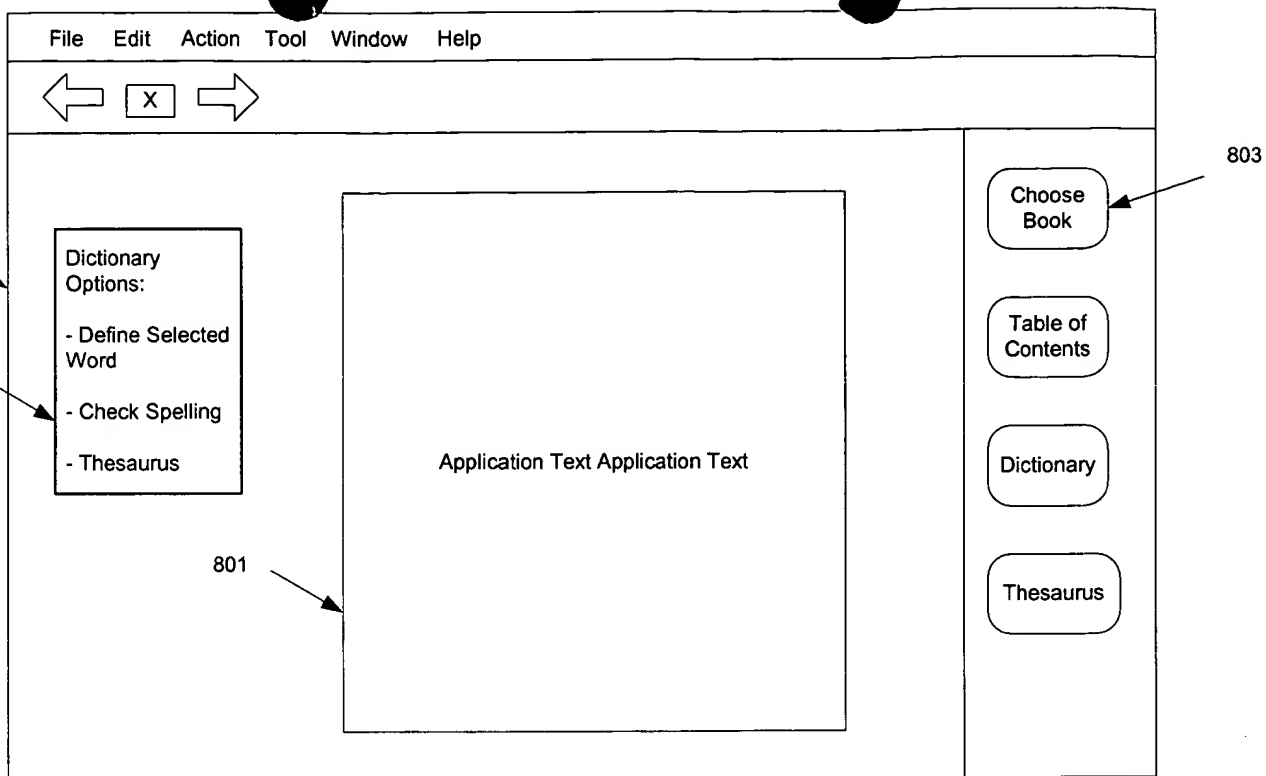 File Edit Action Tool Window Help
X
803
Choose
Book
Dictionary
Options:
- Define Selected
Word
- Check Spelling
- Thesaurus
Table of
Contents
Application Text Application Text
Dictionary
801
Thesaurus